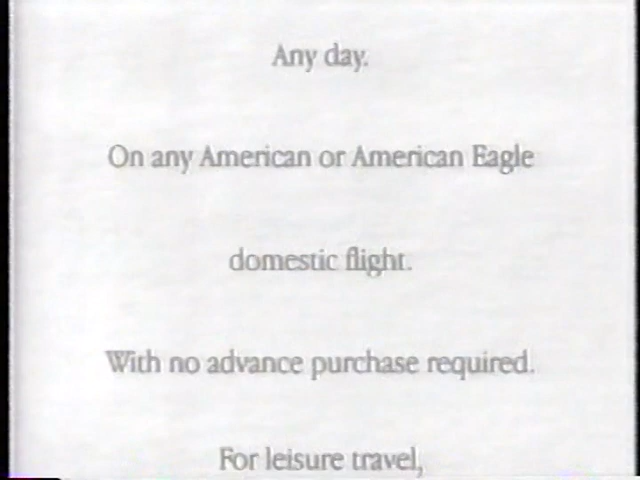 Any day.
On any American or American Eagle
domestic flight.
With no advance purchase required.
For leisure travel,